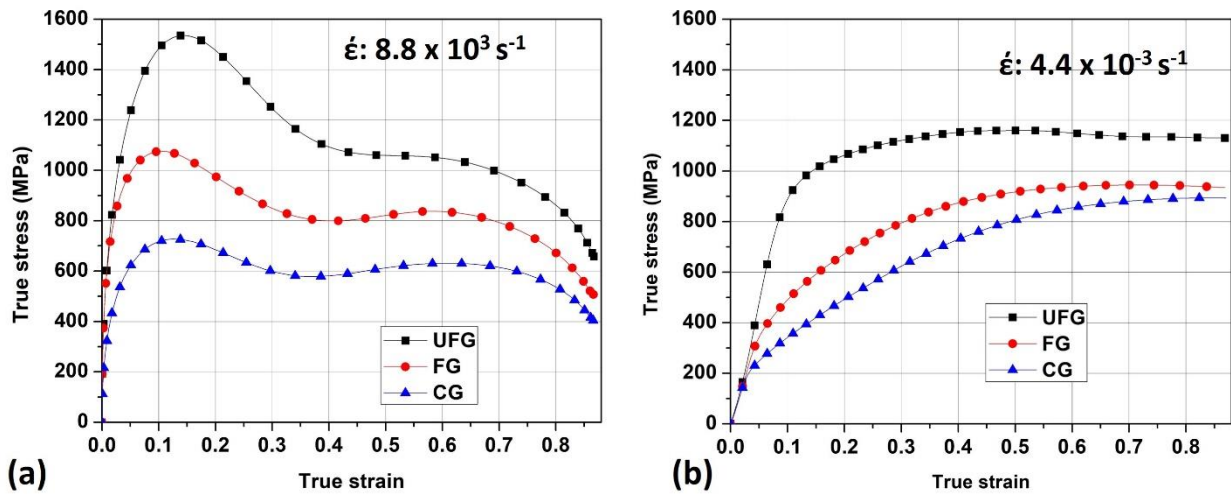 1600
1400
1200
1000
800
600
400
200
0
True stress (MPa)
έ: 8.8 x 10³ s⁻¹
UFG
FG
CG
0.0 0.1 0.2 0.3 0.4 0.5 0.6 0.7 0.8
True strain
(a)
1600
1400
1200
1000
800
600
400
200
0
True stress (MPa)
έ: 4.4 x 10⁻³ s⁻¹
UFG
FG
CG
0.0 0.1 0.2 0.3 0.4 0.5 0.6 0.7 0.8
True strain
(b)